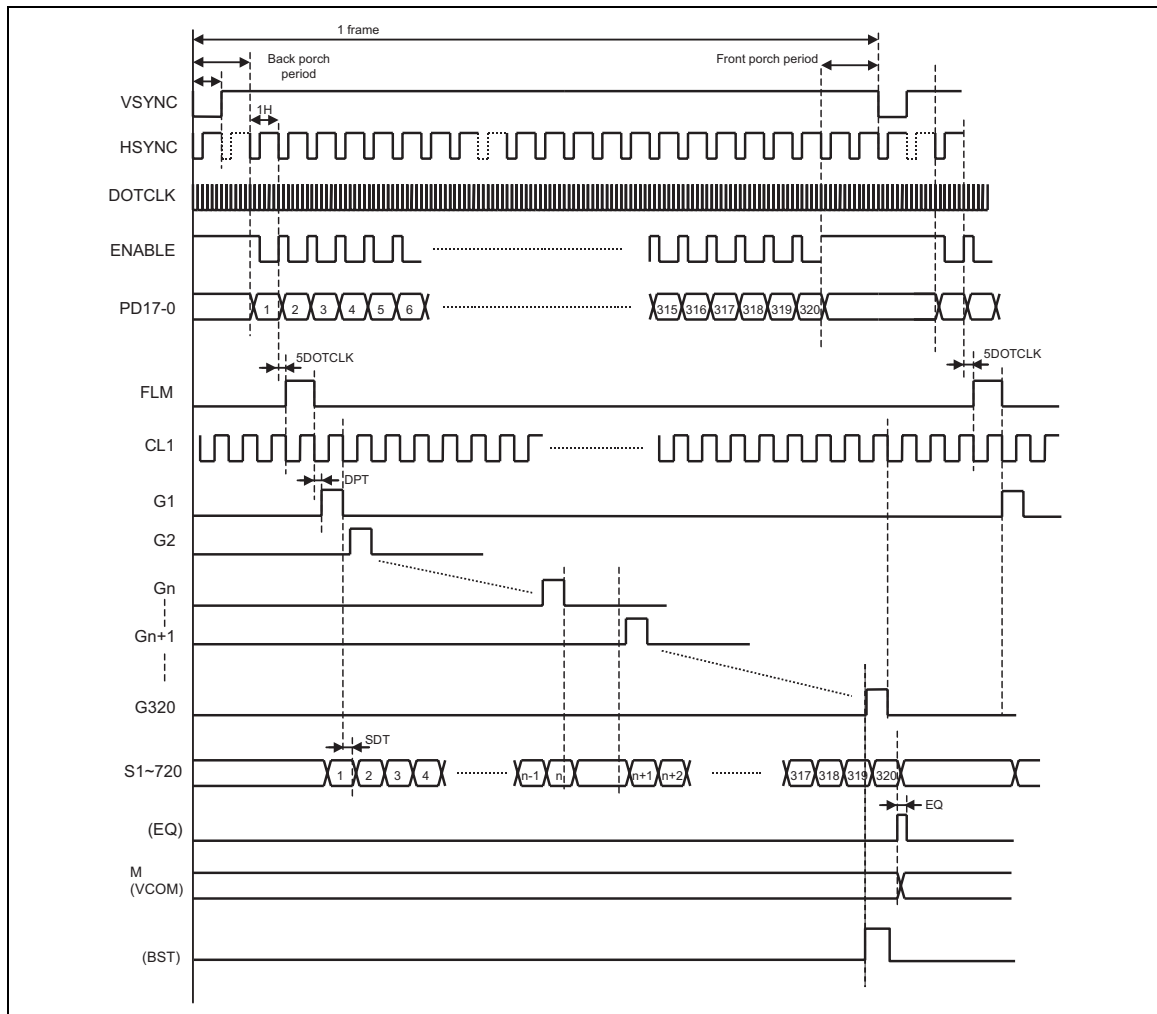 1 frame
Back porch
period
Front porch period
VSYNC
1H
HSYNC
DOTCLK
ENABLE
PD17-0
1 2 3 4 5 6 315 316 317 318 319 320
5DOTCLK
5DOTCLK
FLM
CL1
DPT
G1
G2
Gn
Gn+1
G320
SDT
S1~720
1 2 3 4 n-1 n n+1 n+2 317 318 319 320
EQ
(EQ)
M
(VCOM)
(BST)